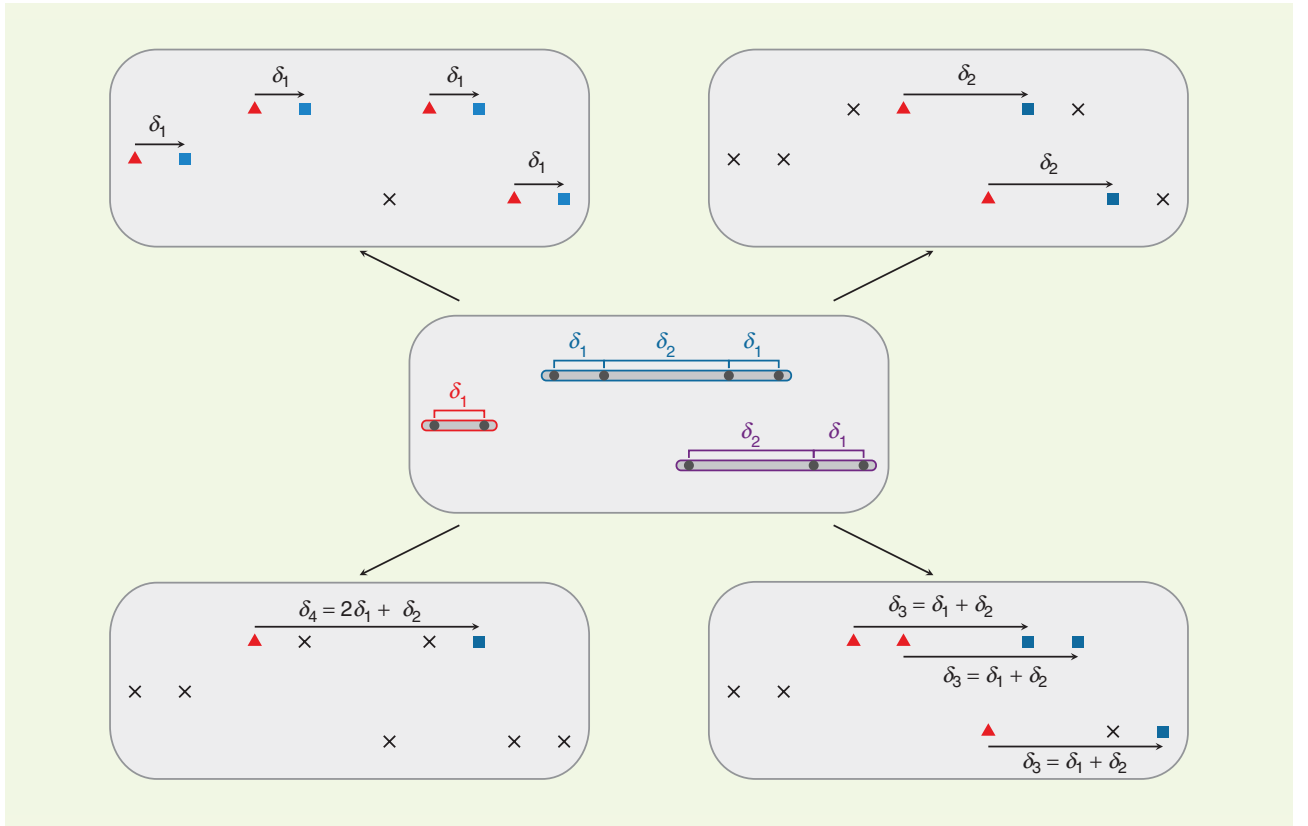 δ₁ δ₁ δ₂
δ₁
δ₁ δ₂
δ₁ δ₂ δ₁
δ₁
δ₂ δ₁
δ₄ = 2δ₁ + δ₂
δ₃ = δ₁ + δ₂
δ₃ = δ₁ + δ₂
δ₃ = δ₁ + δ₂